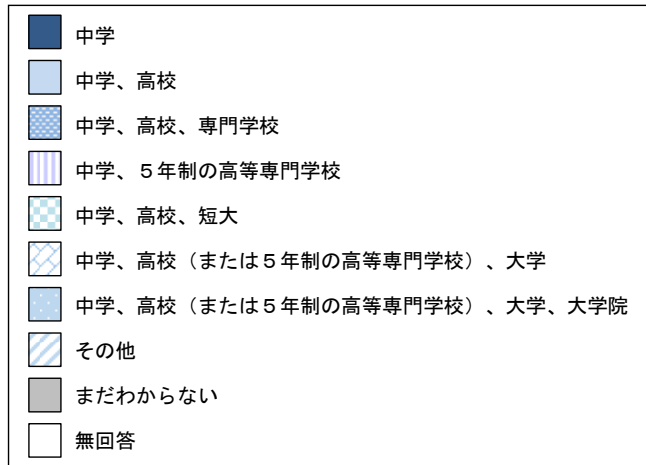 中学
中学、高校
中学、高校、専門学校
中学、５年制の高等専門学校
中学、高校、短大
中学、高校（または５年制の高等専門学校）、大学
中学、高校（または５年制の高等専門学校）、大学、大学院
その他
まだわからない
無回答